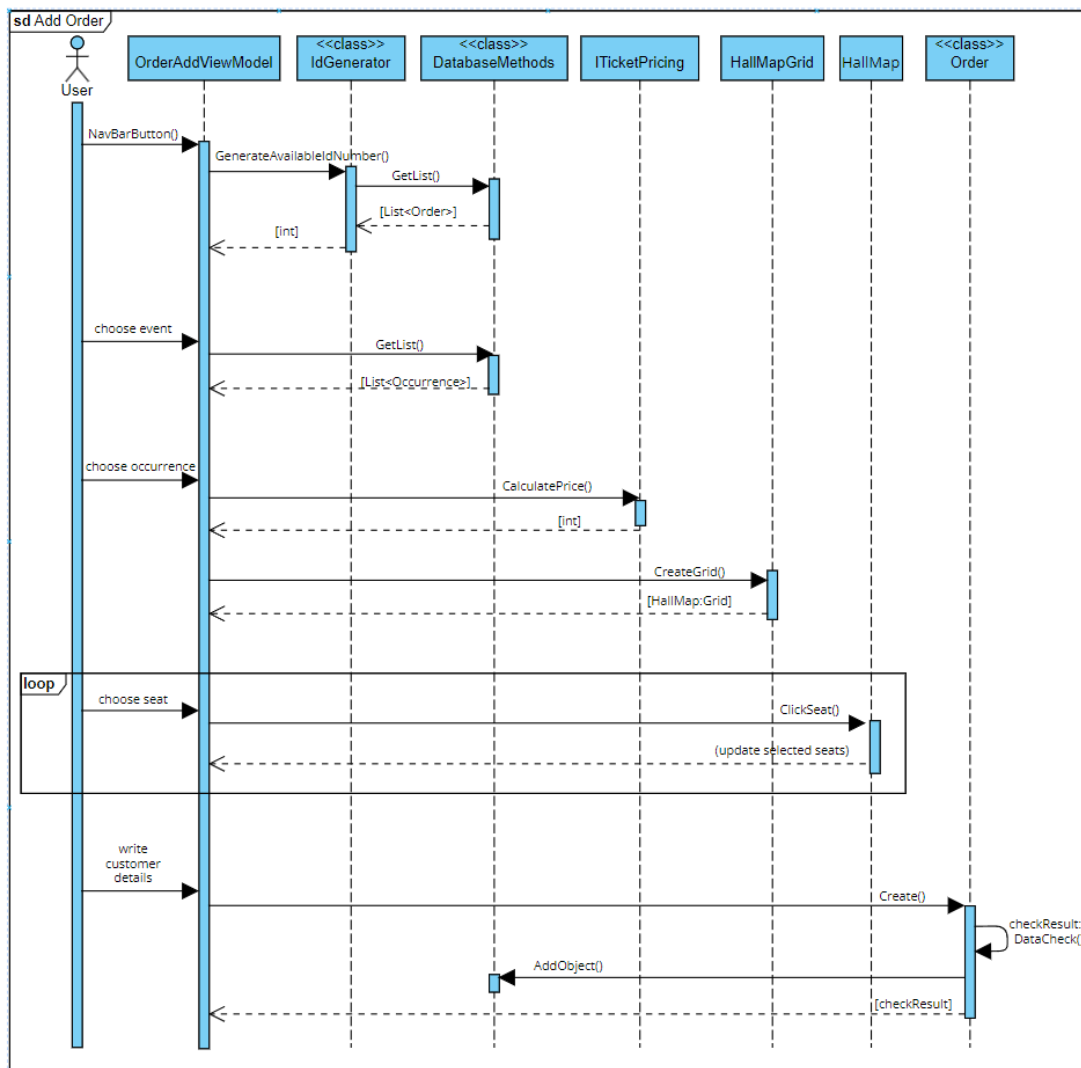 sd Add Order
User
OrderAddViewModel
<<class>>
IdGenerator
<<class>>
DatabaseMethods
ITicketPricing
HallMapGrid
HallMap
<<class>>
Order
NavBarButton()
GenerateAvailableIdNumber()
GetList()
[List<Order>]
[int]
choose event
GetList()
[List<Occurrence>]
choose occurrence
CalculatePrice()
[int]
CreateGrid()
[HallMap:Grid]
loop
choose seat
ClickSeat()
(update selected seats)
write
customer
details
Create()
checkResult:
DataCheck(
AddObject()
[checkResult]